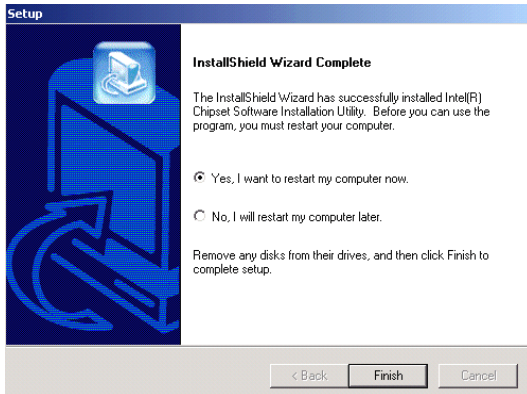 Setup
InstallShield Wizard Complete
The InstallShield Wizard has successfully installed Intel(R)
Chipset Software Installation Utility. Before you can use the
program, you must restart your computer.
Yes, I want to restart my computer now.
No, I will restart my computer later.
Remove any disks from their drives, and then click Finish to
complete setup.
< Back Finish Cancel